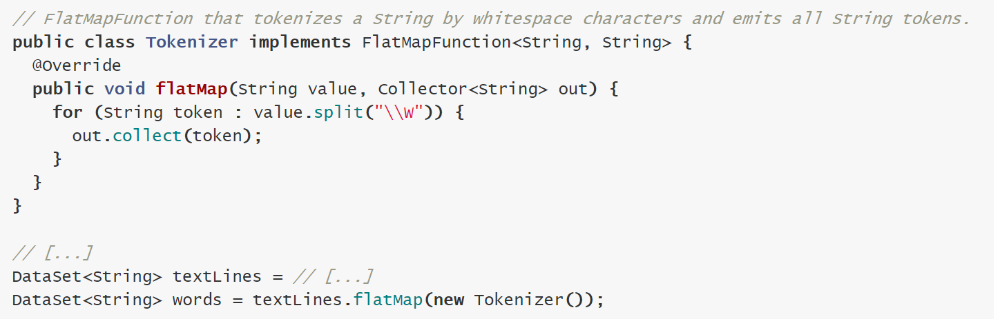 // FlatMapFunction that tokenizes a String by whitespace characters and emits all String tokens.
public class Tokenizer implements FlatMapFunction<String, String> {
  @Override
  public void flatMap(String value, Collector<String> out) {
    for (String token : value.split("\\W")) {
      out.collect(token);
    }
  }
}

// [...]
DataSet<String> textLines = // [...]
DataSet<String> words = textLines.flatMap(new Tokenizer());